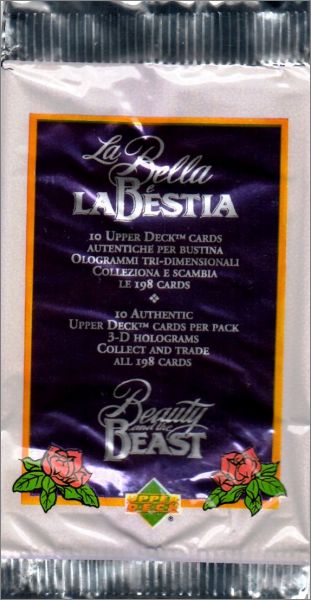 La Bella
e
LA BESTIA
10 UPPER DECK™ CARDS
AUTENTICHE PER BUSTINA
OLOGRAMMI TRI-DIMENSIONALI
COLLEZIONA E SCAMBIA
LE 198 CARDS
10 AUTHENTIC
UPPER DECK™ CARDS PER PACK
3-D HOLOGRAMS
COLLECT AND TRADE
ALL 198 CARDS
Beauty
and the
BEAST
UPPER
DECK
®